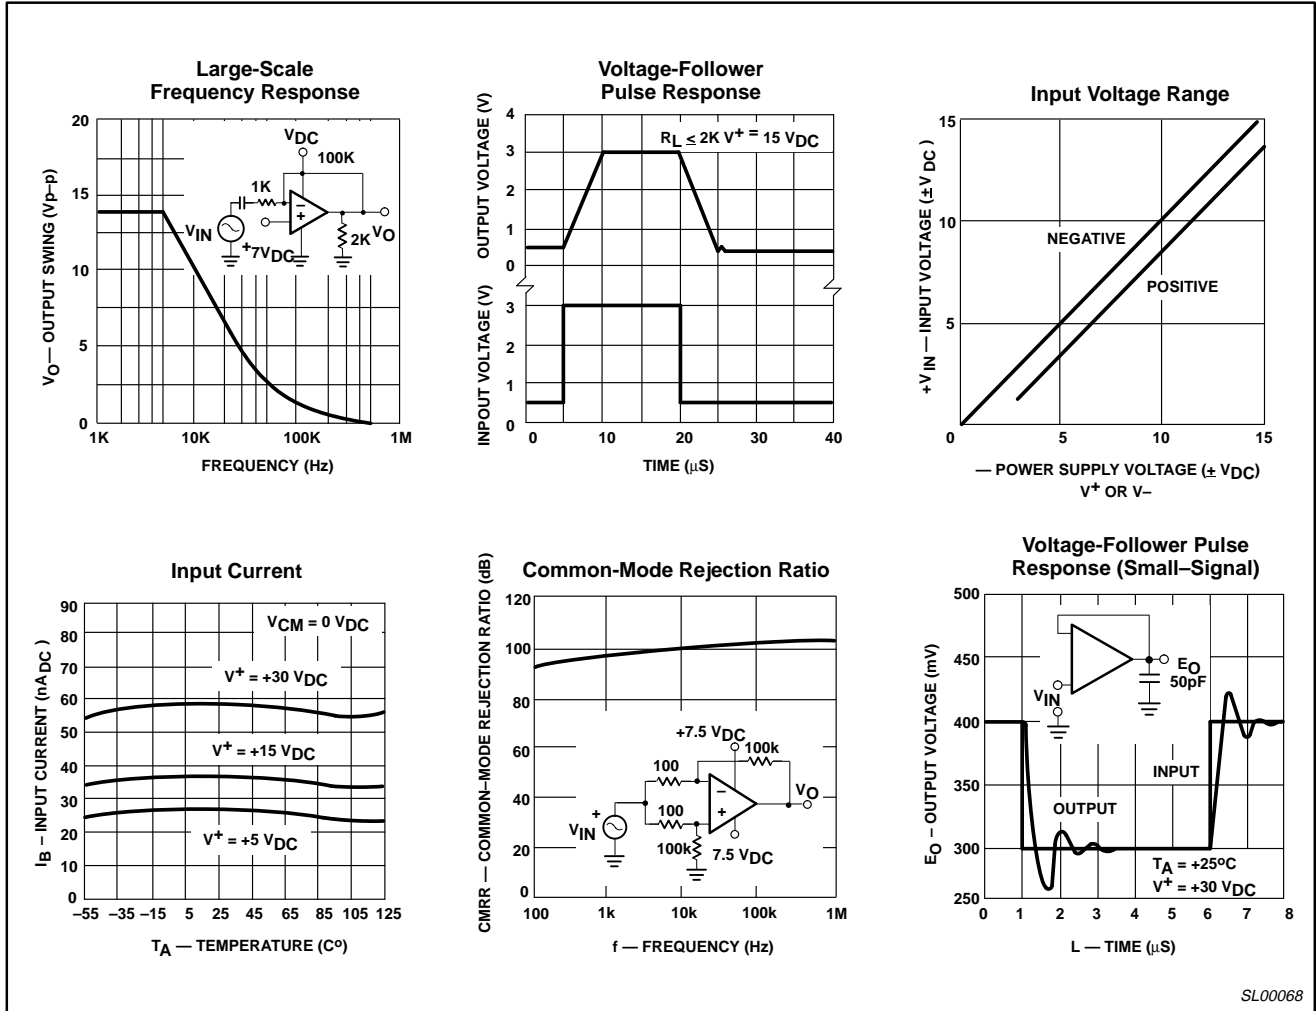 Large-Scale
Frequency Response
VO— OUTPUT SWING (Vp–p)
20
15
10
5
0
1K
10K
100K
1M
FREQUENCY (Hz)
VDC
100K
1K
VIN
+7VDC
–
+
2K
VO
Voltage-Follower
Pulse Response
OUTPUT VOLTAGE (V)
4
3
2
1
0
RL ≤ 2K V+ = 15 VDC
INPOUT VOLTAGE (V)
3
2
1
0
0
10
20
30
40
TIME (µS)
Input Voltage Range
+VIN — INPUT VOLTAGE (±VDC)
15
10
5
NEGATIVE
POSITIVE
0
5
10
15
— POWER SUPPLY VOLTAGE (± VDC)
V+ OR V–
Input Current
IB – INPUT CURRENT (nADC)
90
80
70
60
50
40
30
20
10
0
VCM = 0 VDC
V+ = +30 VDC
V+ = +15 VDC
V+ = +5 VDC
–55
–35
–15
5
25
45
65
85
105
125
TA — TEMPERATURE (Cº)
Common-Mode Rejection Ratio
CMRR — COMMON–MODE REJECTION RATIO (dB)
120
100
80
60
40
20
0
+7.5 VDC
100k
100
100
100k
–
+
+
VIN
VO
7.5 VDC
100
1k
10k
100k
1M
f — FREQUENCY (Hz)
Voltage-Follower Pulse
Response (Small–Signal)
EO – OUTPUT VOLTAGE (mV)
500
450
400
350
300
250
VIN
EO
50pF
INPUT
OUTPUT
TA = +25ºC
V+ = +30 VDC
0
1
2
3
4
5
6
7
8
L — TIME (µS)
SL00068